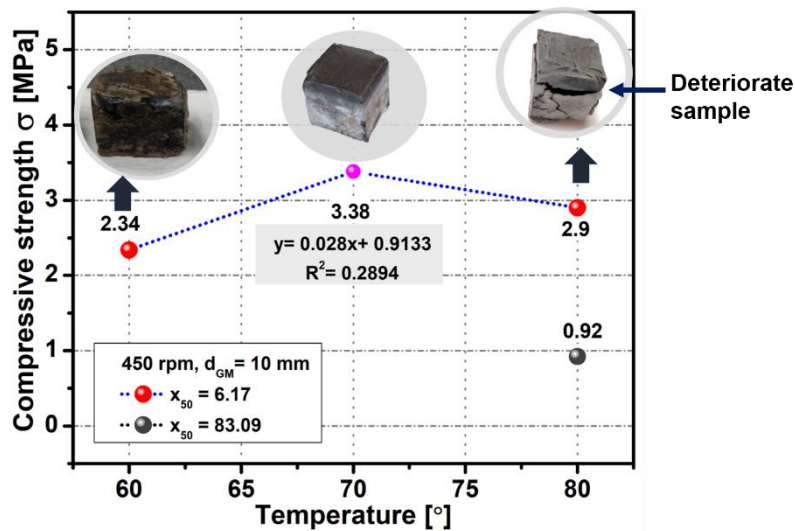 Compressive strength σ [MPa]
5
4
3
2
1
0
Deteriorate
sample
2.34
3.38
2.9
y= 0.028x+ 0.9133
R²= 0.2894
0.92
450 rpm, d_GM= 10 mm
x₅₀ = 6.17
x₅₀ = 83.09
60 65 70 75 80
Temperature [°]